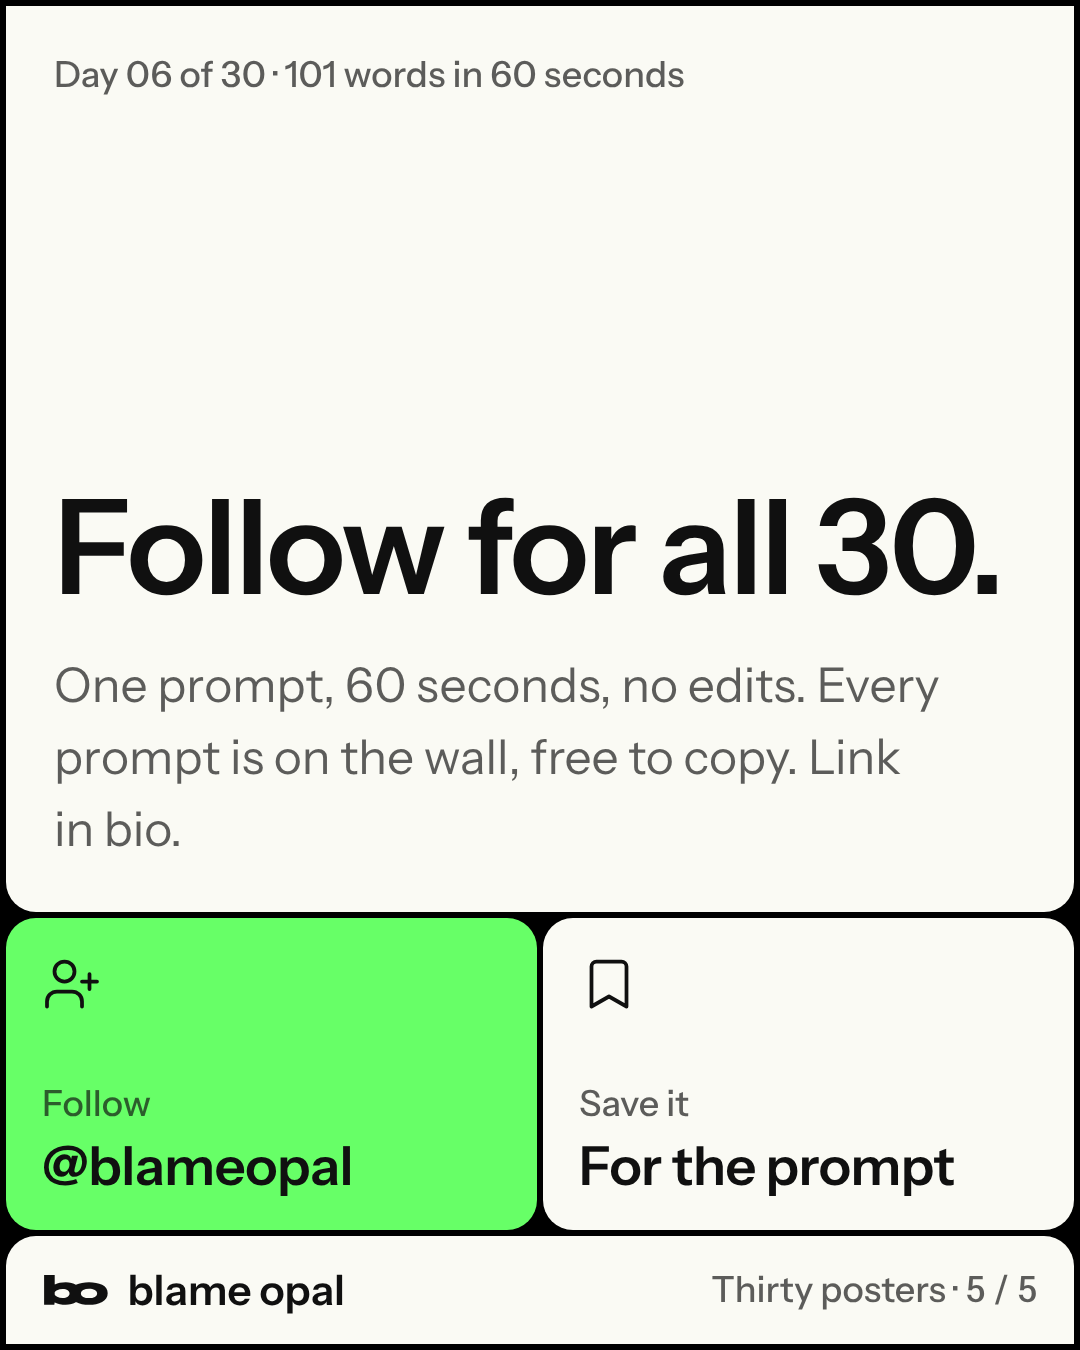 Day 06 of 30 · 101 words in 60 seconds
Follow for all 30.
One prompt, 60 seconds, no edits. Every
prompt is on the wall, free to copy. Link
in bio.
Follow
@blameopal
Save it
For the prompt
bo blame opal
Thirty posters · 5 / 5